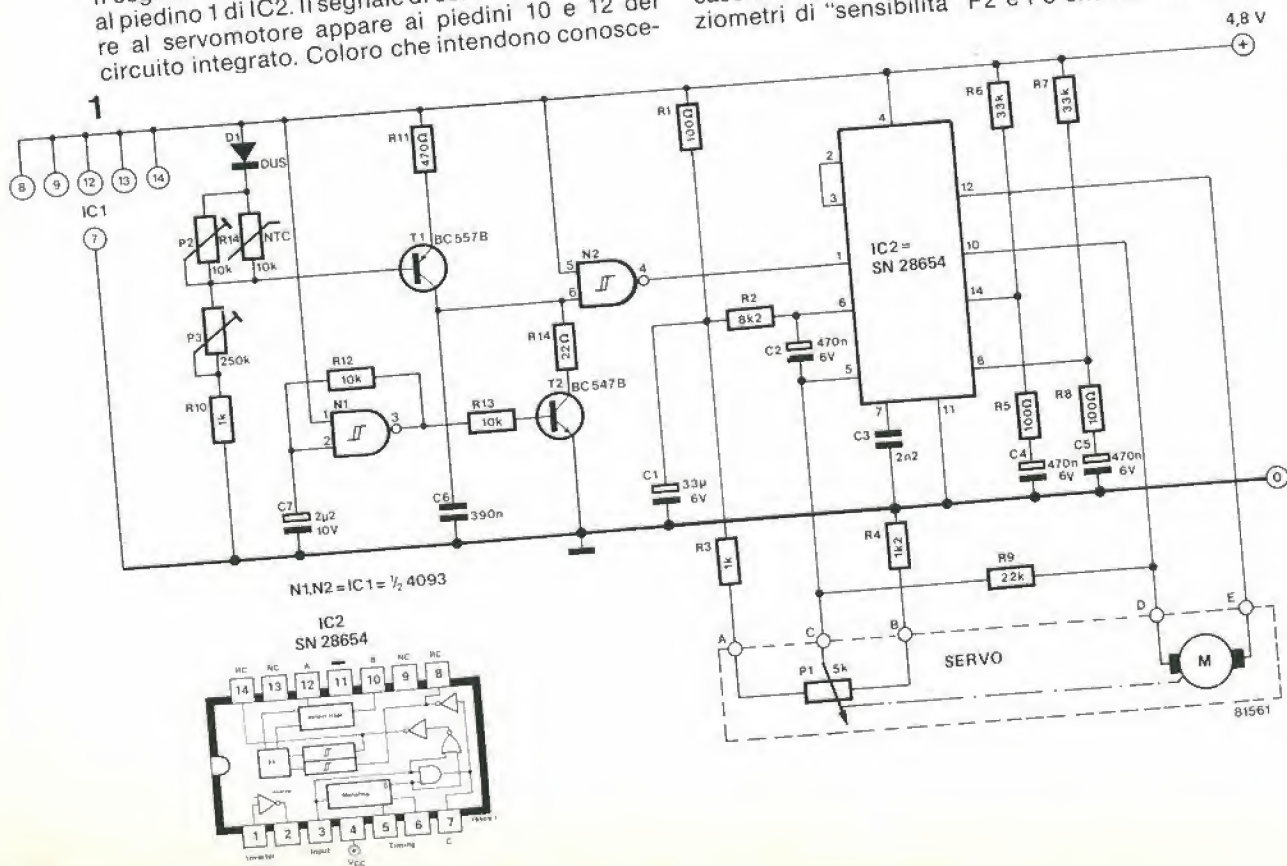 al piedino 1 di IC2. Il segnale di
re al servomotore appare ai piedini 10 e 12 del
circuito integrato. Coloro che intendono conosce-
ziometri di "sensibilità" P2 e
4,8 V
+
1
8
9
12
13
14
IC1
7
D1
DUS
P2
10k
R14
NTC
10k
P3
250k
R10
1k
R11
470Ω
T1
BC557B
R12
10k
N1
1
2
3
R13
10k
C7
2µ2
10V
C6
390n
R14
22Ω
T2
BC547B
N2
5
6
4
R1
100Ω
R2
8k2
C2
470n
6V
C1
33µ
6V
IC2=
SN 28654
4
2
3
1
6
5
7
11
12
10
14
8
C3
2n2
R6
33k
R7
33k
R5
100Ω
R8
100Ω
C4
470n
6V
C5
470n
6V
0
R3
1k
R4
1k2
R9
22k
A
C
B
D
E
P1
5k
SERVO
M
81561
N1,N2=IC1=½ 4093
IC2
SN 28654
RC
NC
A
B
NC
RC
14
13
12
11
10
9
8
output stage
Monoflop
1
2
3
4
5
6
7
Inverter
Input
VCC
Timing
C